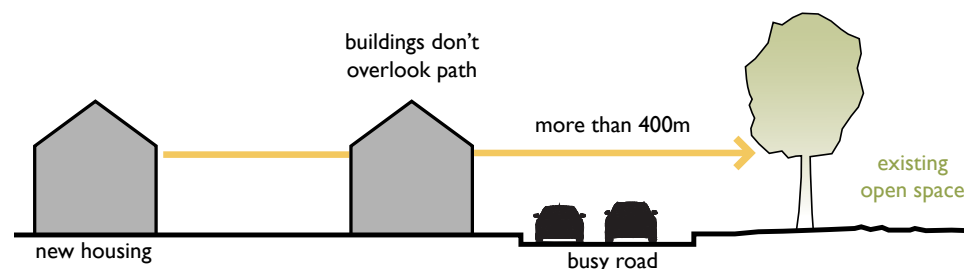 buildings don’t
overlook path
more than 400m
existing
open space
new housing
busy road